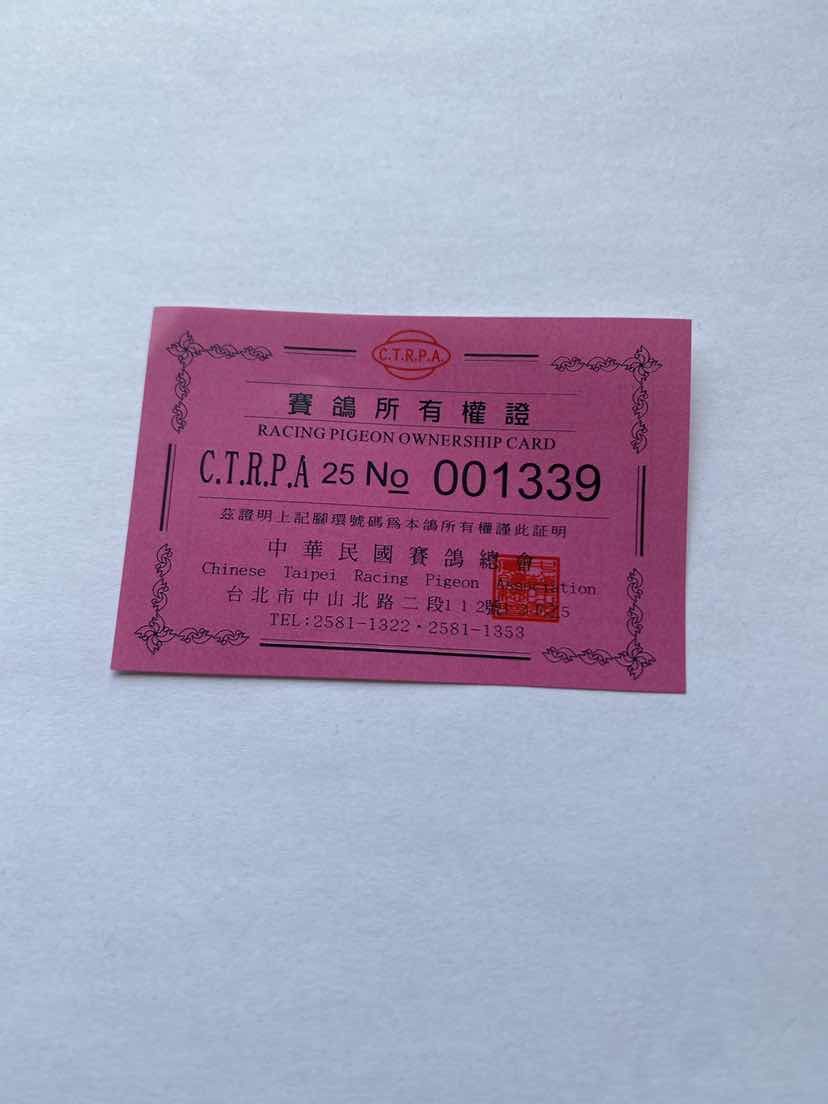 C.T.R.P.A.
賽鴿所有權證
RACING PIGEON OWNERSHIP CARD
C.T.R.P.A 25 No 001339
茲證明上記腳環號碼爲本鴿所有權謹此証明
中華民國賽鴿總會
Chinese Taipei Racing Pigeon Association
台北市中山北路二段112號
TEL:2581-1322·2581-1353